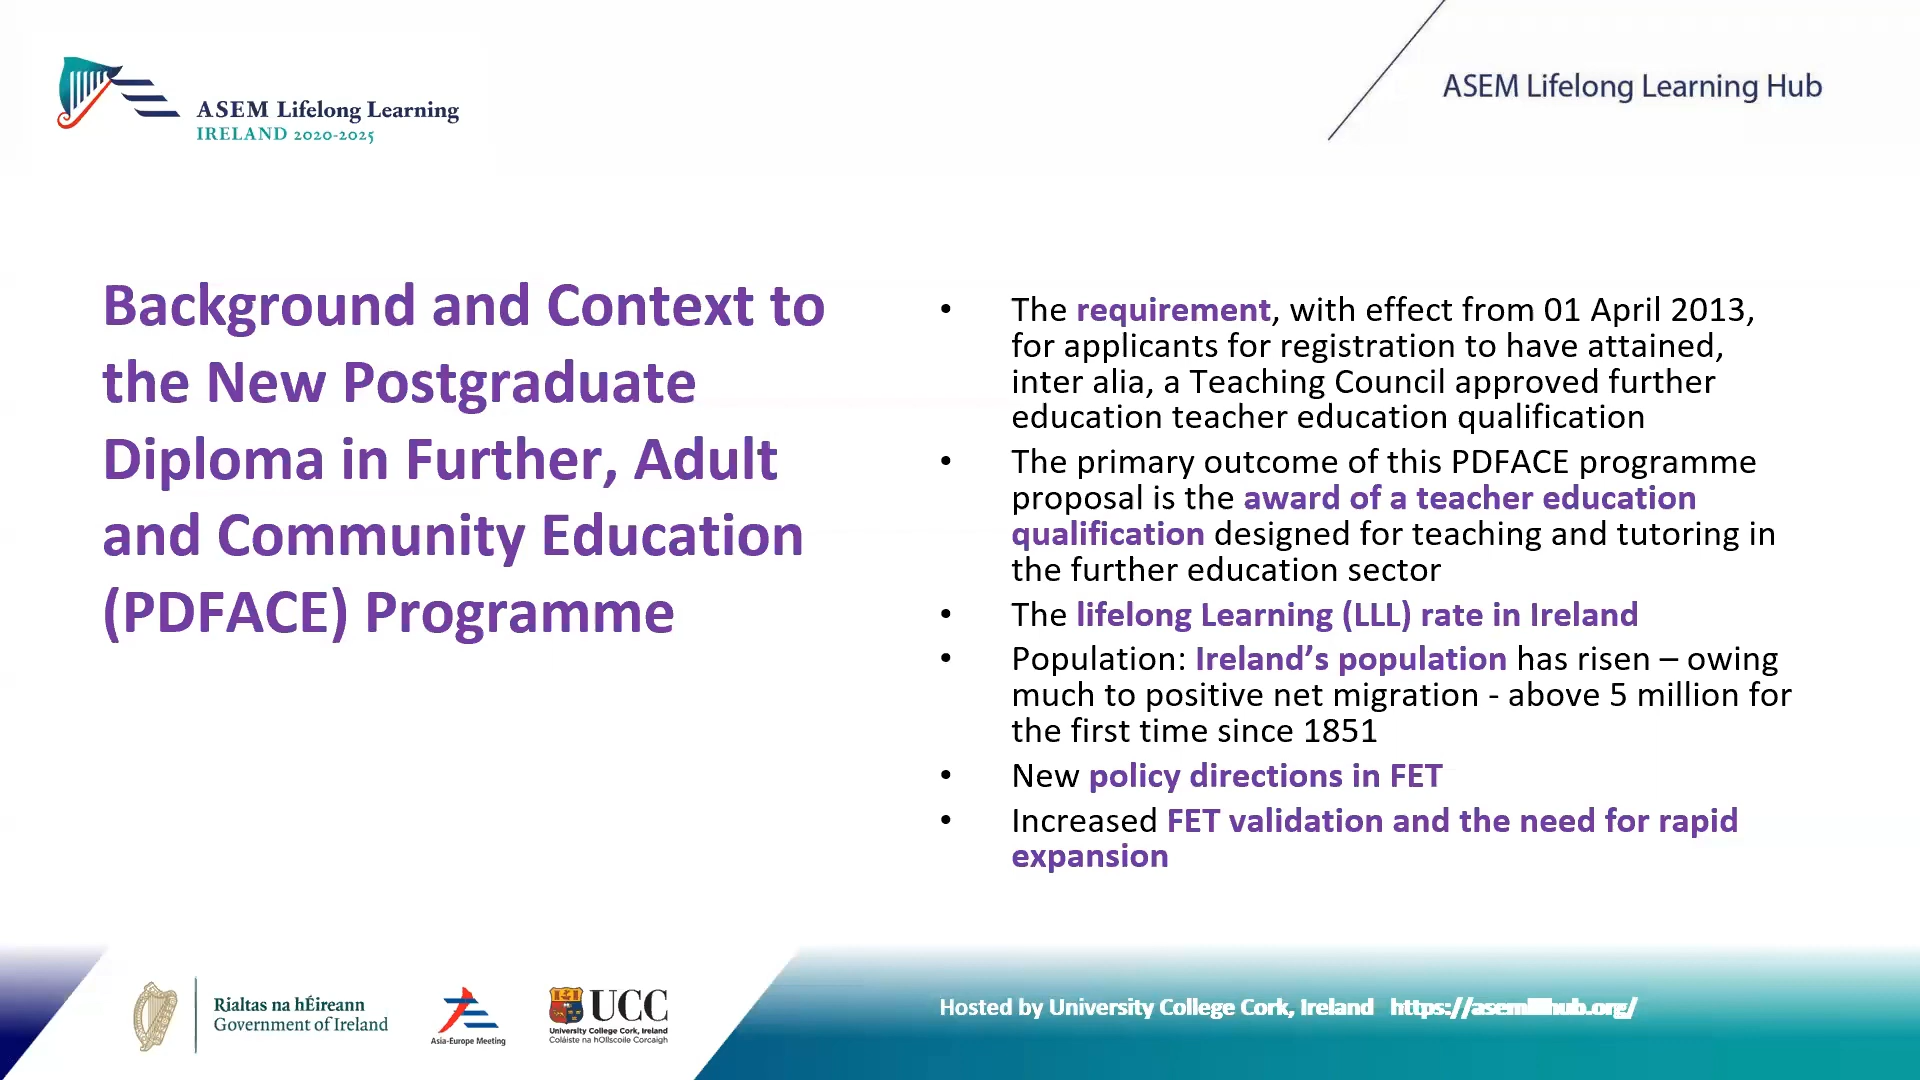 ASEM Lifelong Learning
IRELAND 2020-2025
ASEM Lifelong Learning Hub
Background and Context to
the New Postgraduate
Diploma in Further, Adult
and Community Education
(PDFACE) Programme
• The requirement, with effect from 01 April 2013,
for applicants for registration to have attained,
inter alia, a Teaching Council approved further
education teacher education qualification
• The primary outcome of this PDFACE programme
proposal is the award of a teacher education
qualification designed for teaching and tutoring in
the further education sector
• The lifelong Learning (LLL) rate in Ireland
• Population: Ireland’s population has risen – owing
much to positive net migration - above 5 million for
the first time since 1851
• New policy directions in FET
• Increased FET validation and the need for rapid
expansion
Rialtas na hÉireann
Government of Ireland
Asia-Europe Meeting
UCC
University College Cork, Ireland
Coláiste na hOllscoile Corcaigh
Hosted by University College Cork, Ireland https://asemlllhub.org/